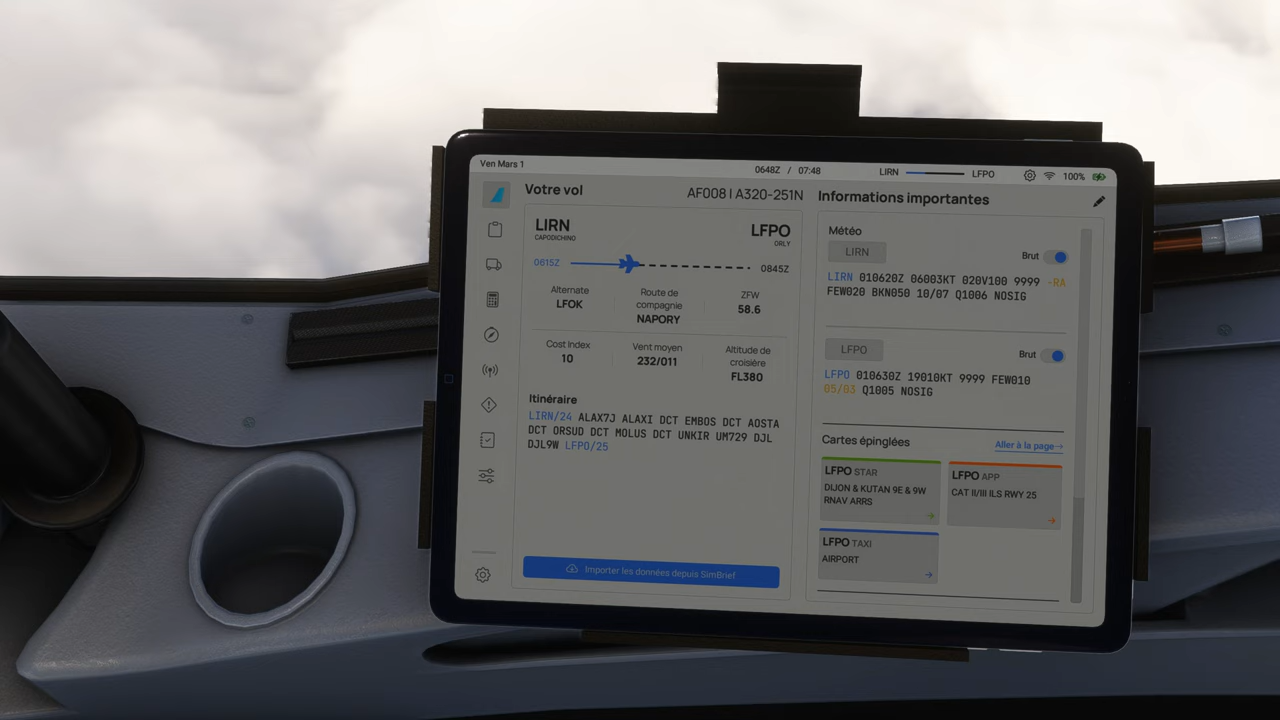 Ven Mars 1
0648Z / 07:48
LIRN
LFPO
100%
Votre vol
AF008 | A320-251N
LIRN
CAPODICHINO
LFPO
ORLY
0615Z
0845Z
Alternate
LFOK
Route de
compagnie
NAPORY
ZFW
58.6
Cost Index
10
Vent moyen
232/011
Altitude de
croisière
FL380
Itinéraire
LIRN/24 ALAX7J ALAXI DCT EMBOS DCT AOSTA
DCT ORSUD DCT MOLUS DCT UNKIR UM729 DJL
DJL9W LFPO/25
Importer les données depuis SimBrief
Informations importantes
Météo
LIRN
Brut
LIRN 010620Z 06003KT 020V100 9999 -RA
FEW020 BKN050 10/07 Q1006 NOSIG
LFPO
Brut
LFPO 010630Z 19010KT 9999 FEW010
05/03 Q1005 NOSIG
Cartes épinglées
Aller à la page→
LFPO STAR
DIJON & KUTAN 9E & 9W
RNAV ARRS
LFPO APP
CAT II/III ILS RWY 25
LFPO TAXI
AIRPORT